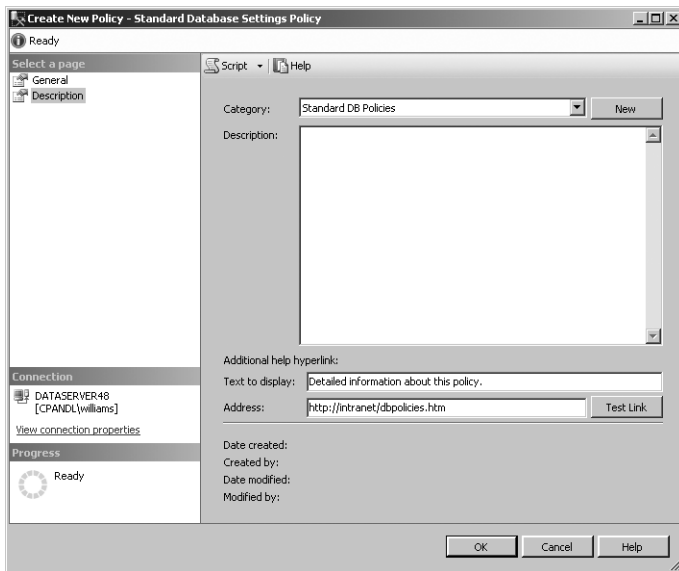 Create New Policy - Standard Database Settings Policy
Ready
Select a page
General
Description
Script
Help
Category:
Standard DB Policies
New
Description:
Additional help hyperlink:
Text to display:
Detailed information about this policy.
Address:
http://intranet/dbpolicies.htm
Test Link
Date created:
Created by:
Date modified:
Modified by:
Connection
DATASERVER48
[CPANDL\williams]
View connection properties
Progress
Ready
OK
Cancel
Help